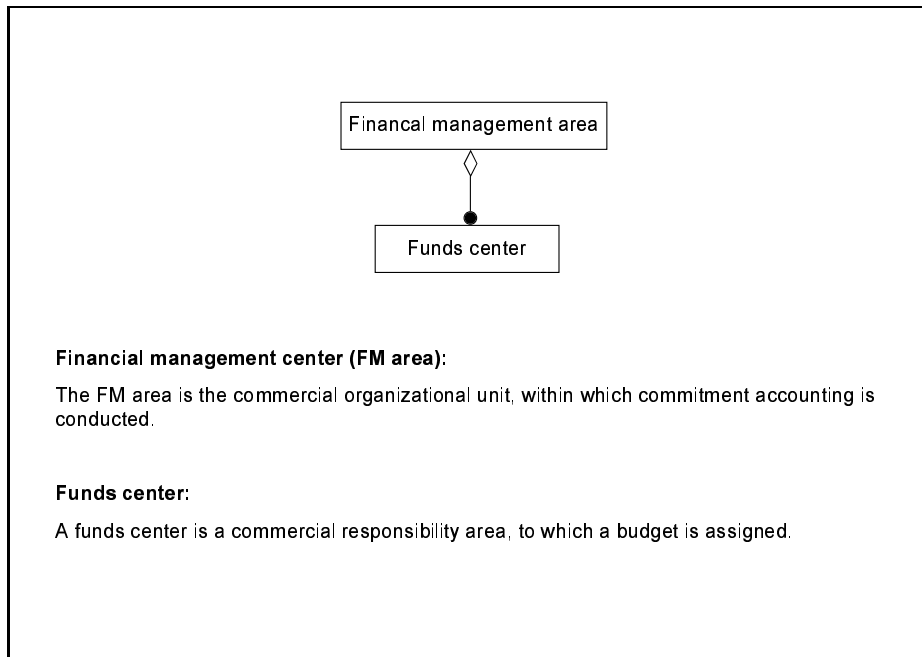 Financal management area
Funds center
Financial management center (FM area):
The FM area is the commercial organizational unit, within which commitment accounting is
conducted.
Funds center:
A funds center is a commercial responsibility area, to which a budget is assigned.